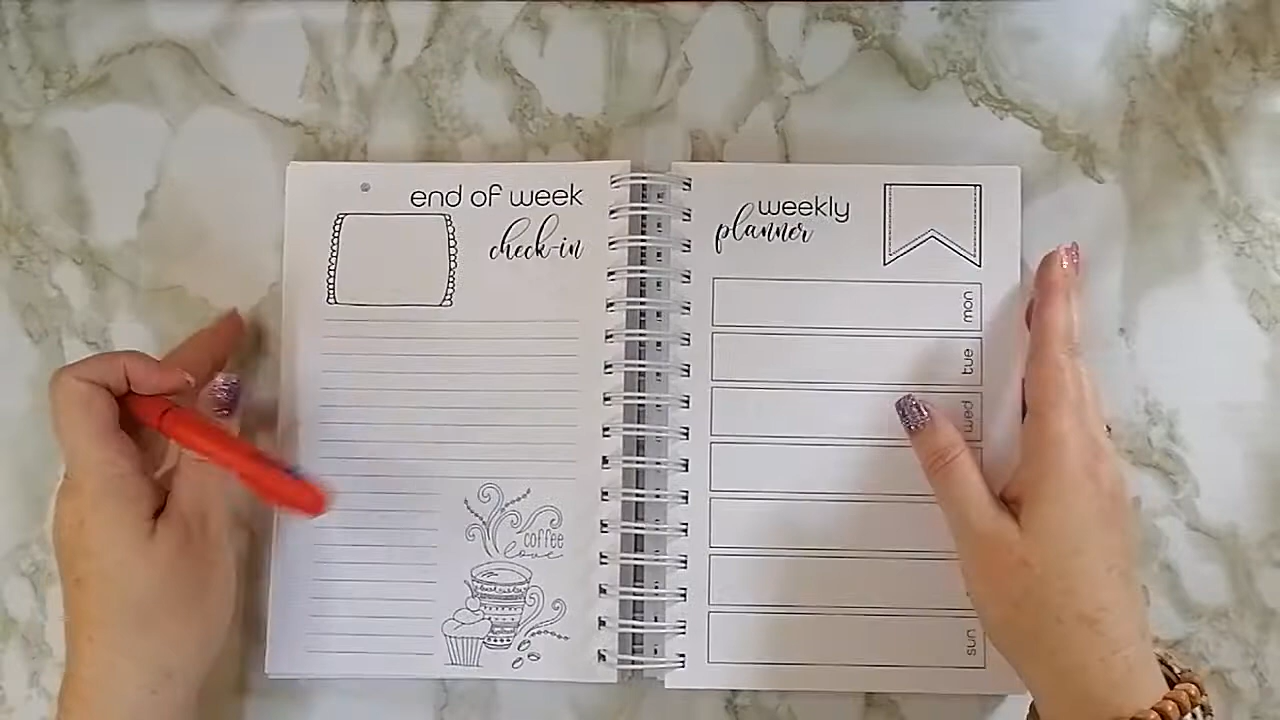 end of week
check-in
coffee
love
weekly
planner
mon
tue
wed
sun